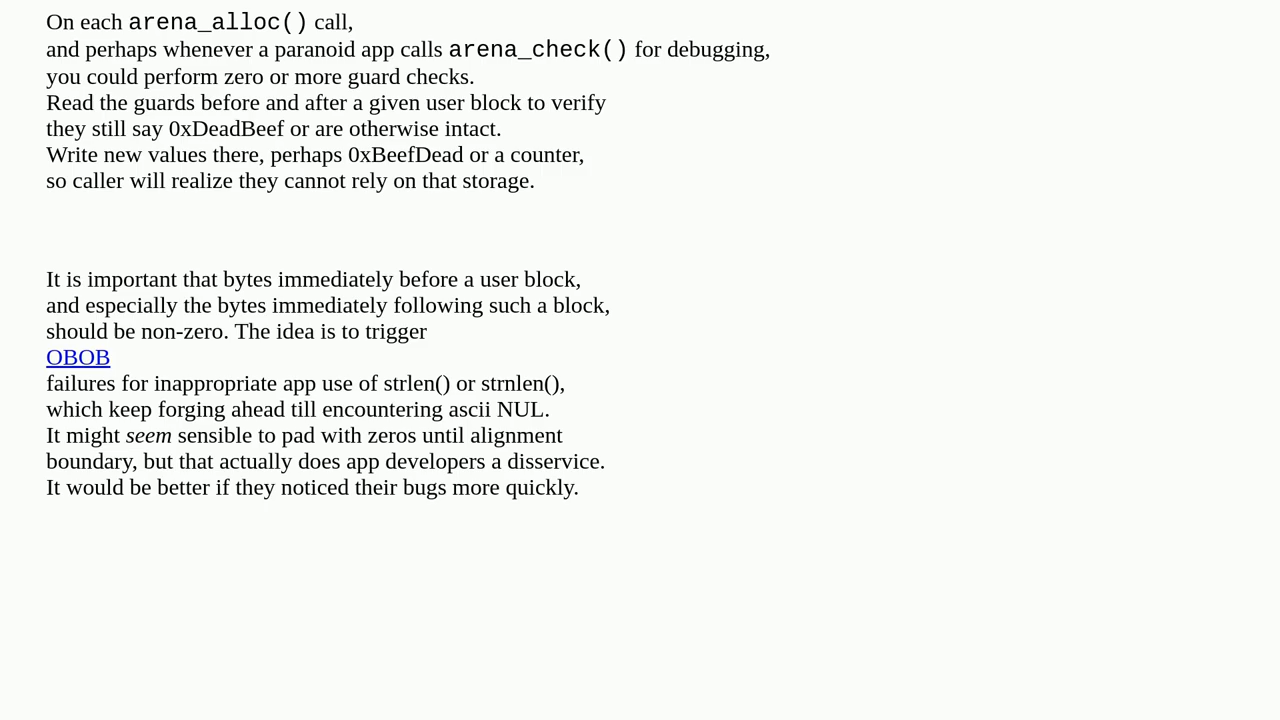 On each arena_alloc() call,
and perhaps whenever a paranoid app calls arena_check() for debugging,
you could perform zero or more guard checks.
Read the guards before and after a given user block to verify
they still say 0xDeadBeef or are otherwise intact.
Write new values there, perhaps 0xBeefDead or a counter,
so caller will realize they cannot rely on that storage.
It is important that bytes immediately before a user block,
and especially the bytes immediately following such a block,
should be non-zero. The idea is to trigger
OBOB
failures for inappropriate app use of strlen() or strnlen(),
which keep forging ahead till encountering ascii NUL.
It might seem sensible to pad with zeros until alignment
boundary, but that actually does app developers a disservice.
It would be better if they noticed their bugs more quickly.